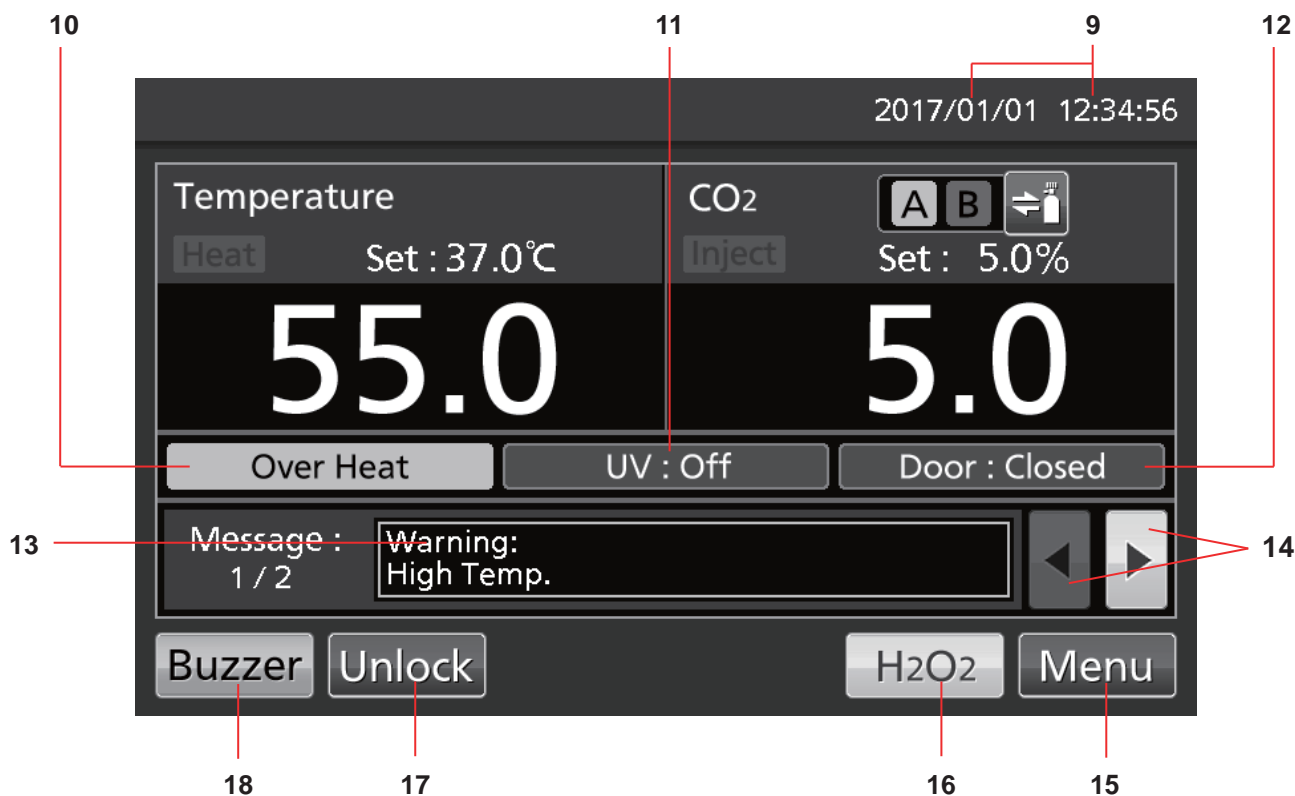 10 11 9 12
2017/01/01 12:34:56
Temperature
CO2 A B
Heat Set : 37.0℃
Inject Set : 5.0%
55.0
5.0
Over Heat UV : Off Door : Closed
13
Message : 1 / 2
Warning:
High Temp.
14
Buzzer Unlock H2O2 Menu
18 17 16 15